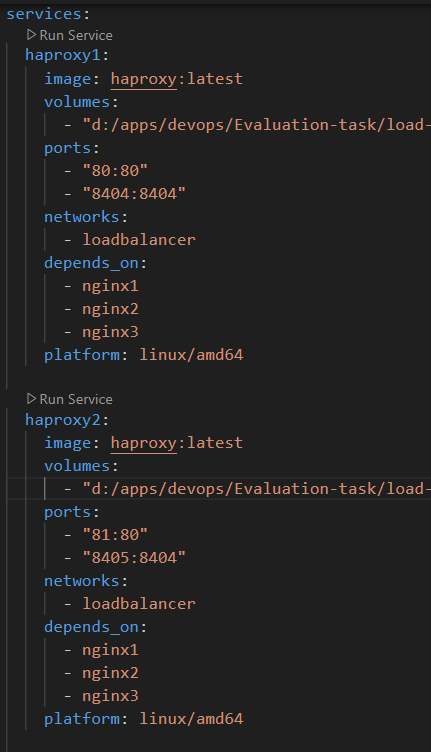 services:
Run Service
haproxy1:
image: haproxy:latest
volumes:
- "d:/apps/devops/Evaluation-task/load-
ports:
- "80:80"
- "8404:8404"
networks:
- loadbalancer
depends_on:
- nginx1
- nginx2
- nginx3
platform: linux/amd64
Run Service
haproxy2:
image: haproxy:latest
volumes:
- "d:/apps/devops/Evaluation-task/load-
ports:
- "81:80"
- "8405:8404"
networks:
- loadbalancer
depends_on:
- nginx1
- nginx2
- nginx3
platform: linux/amd64